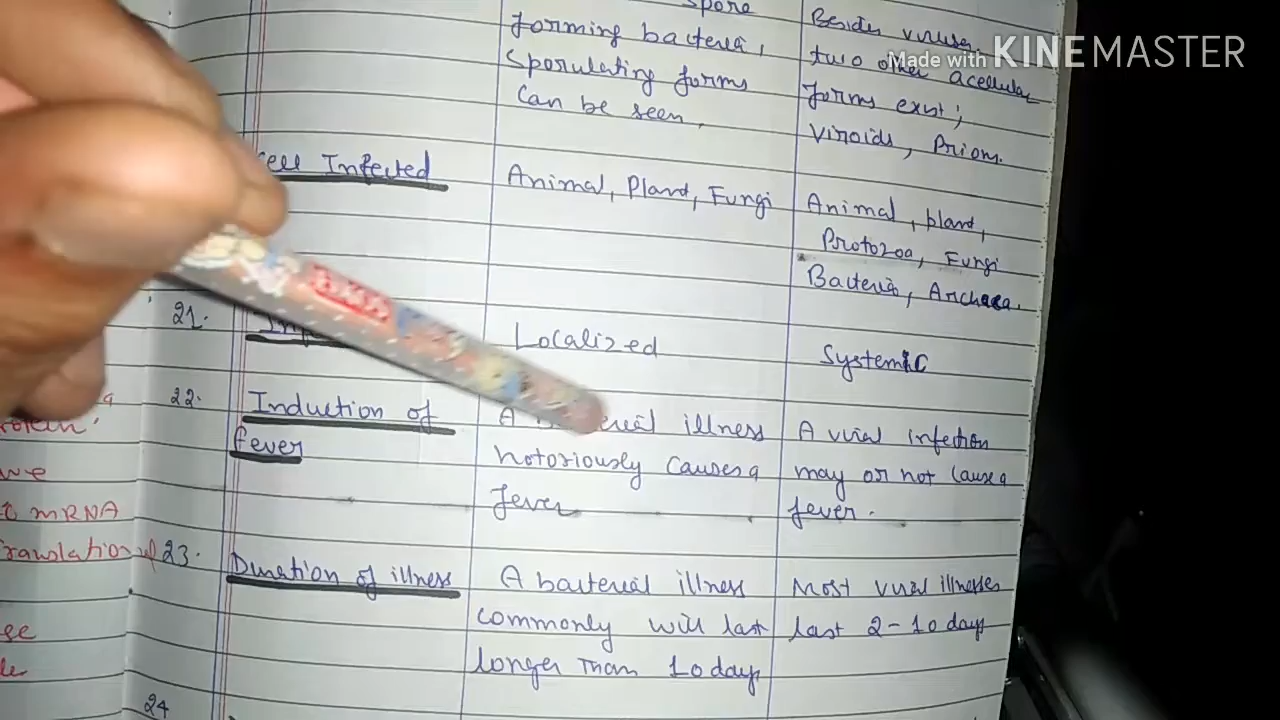 Spore
forming bacteria,
Sporulating forms
Can be seen,
Besides viruses,
two other acellular
forms exist;
Viroids, Prions.
Made with KINEMASTER
Cell Infected
Animal, Plant, Fungi
Animal, plant,
Protozoa, Fungi
Bacteria, Archaea.
21.
Localized
Systemic
22.
Induction of
fever
A illness
notoriously causes a
fever
A viral infection
may or not cause a
fever.
23.
Duration of illness
A bacterial illness
commonly will last
longer than 10 days
Most viral illnesses
last 2-10 days
24
we
mRNA
Translation of